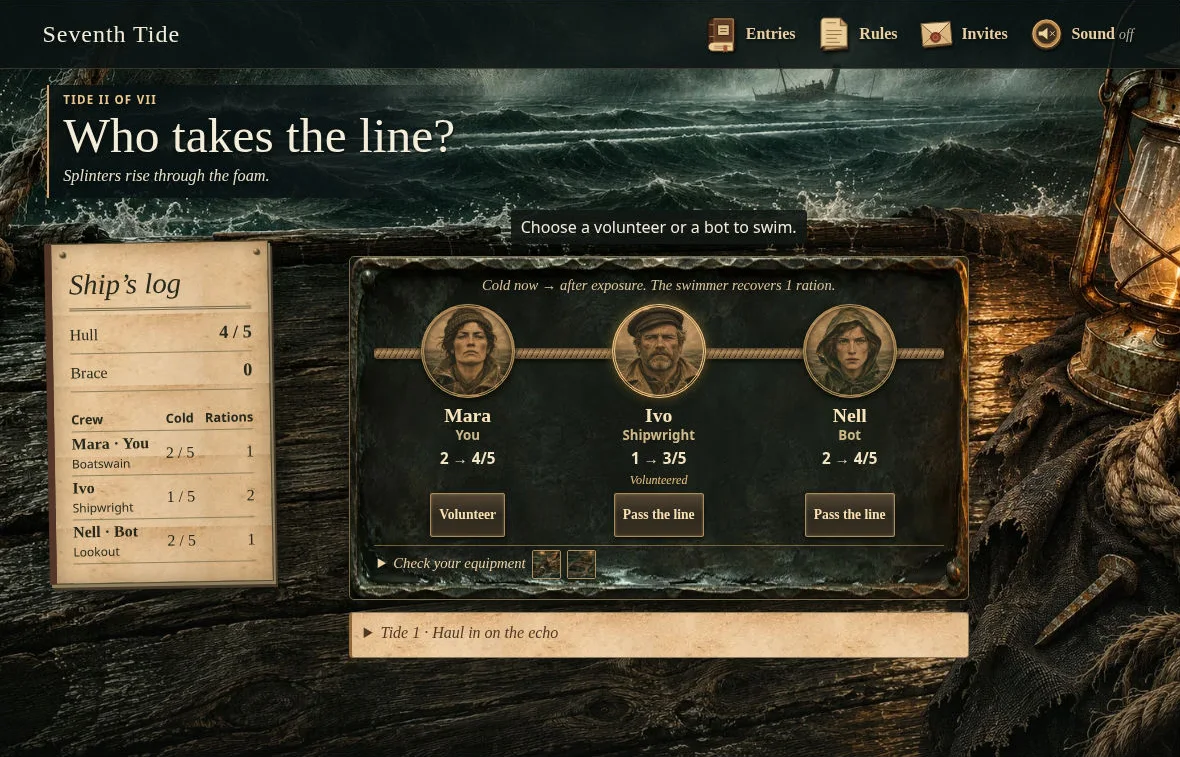 Seventh Tide
Entries
Rules
Invites
Sound off
TIDE II OF VII
Who takes the line?
Splinters rise through the foam.
Choose a volunteer or a bot to swim.
Ship's log
Hull 4 / 5
Brace 0
Crew Cold Rations
Mara · You
Boatswain 2 / 5 1
Ivo
Shipwright 1 / 5 2
Nell · Bot
Lookout 2 / 5 1
Cold now → after exposure. The swimmer recovers 1 ration.
Mara
You
2 → 4/5
Volunteer
Ivo
Shipwright
1 → 3/5
Volunteered
Pass the line
Nell
Bot
2 → 4/5
Pass the line
Check your equipment
Tide 1 · Haul in on the echo